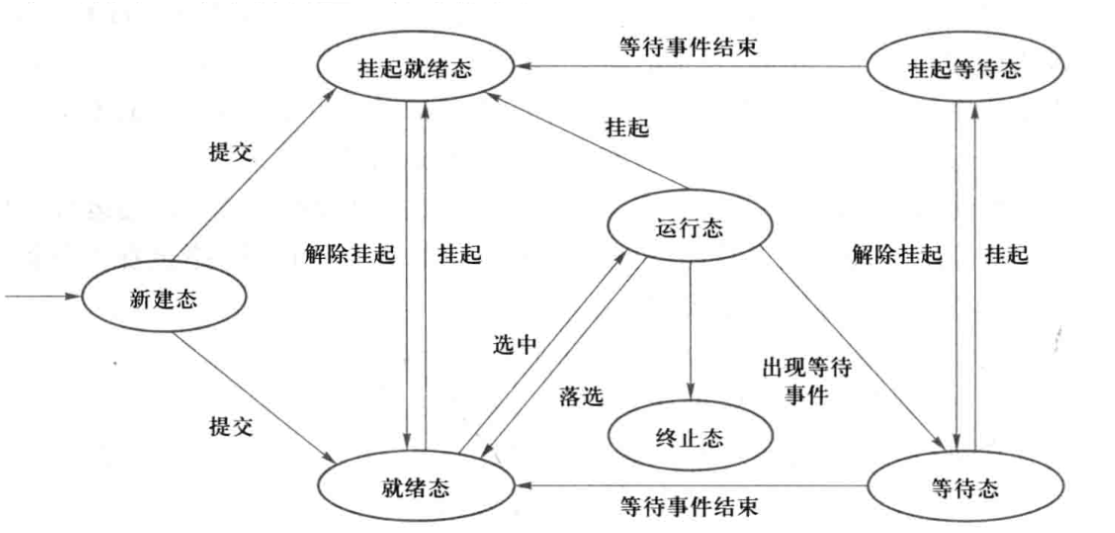 等待事件结束
挂起就绪态
挂起等待态
挂起
提交
运行态
解除挂起
挂起
解除挂起
挂起
新建态
选中
出现等待
事件
落选
提交
终止态
就绪态
等待态
等待事件结束